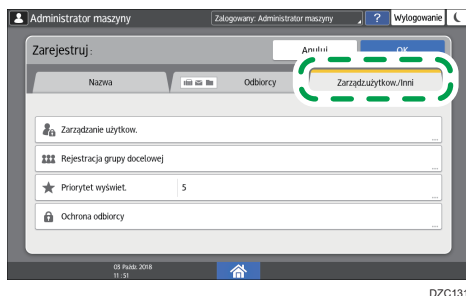 Administrator maszyny
Zalogowany: Administrator maszyny
?
Wylogowanie
Zarejestruj :
Anuluj
OK
Nazwa
Odbiorcy
Zarządz.użytkow./Inni
Zarządzanie użytkow.
...
Rejestracja grupy docelowej
...
Priorytet wyświet.
5
...
Ochrona odbiorcy
...
03 Paźdz. 2018
11 : 51
DZC131